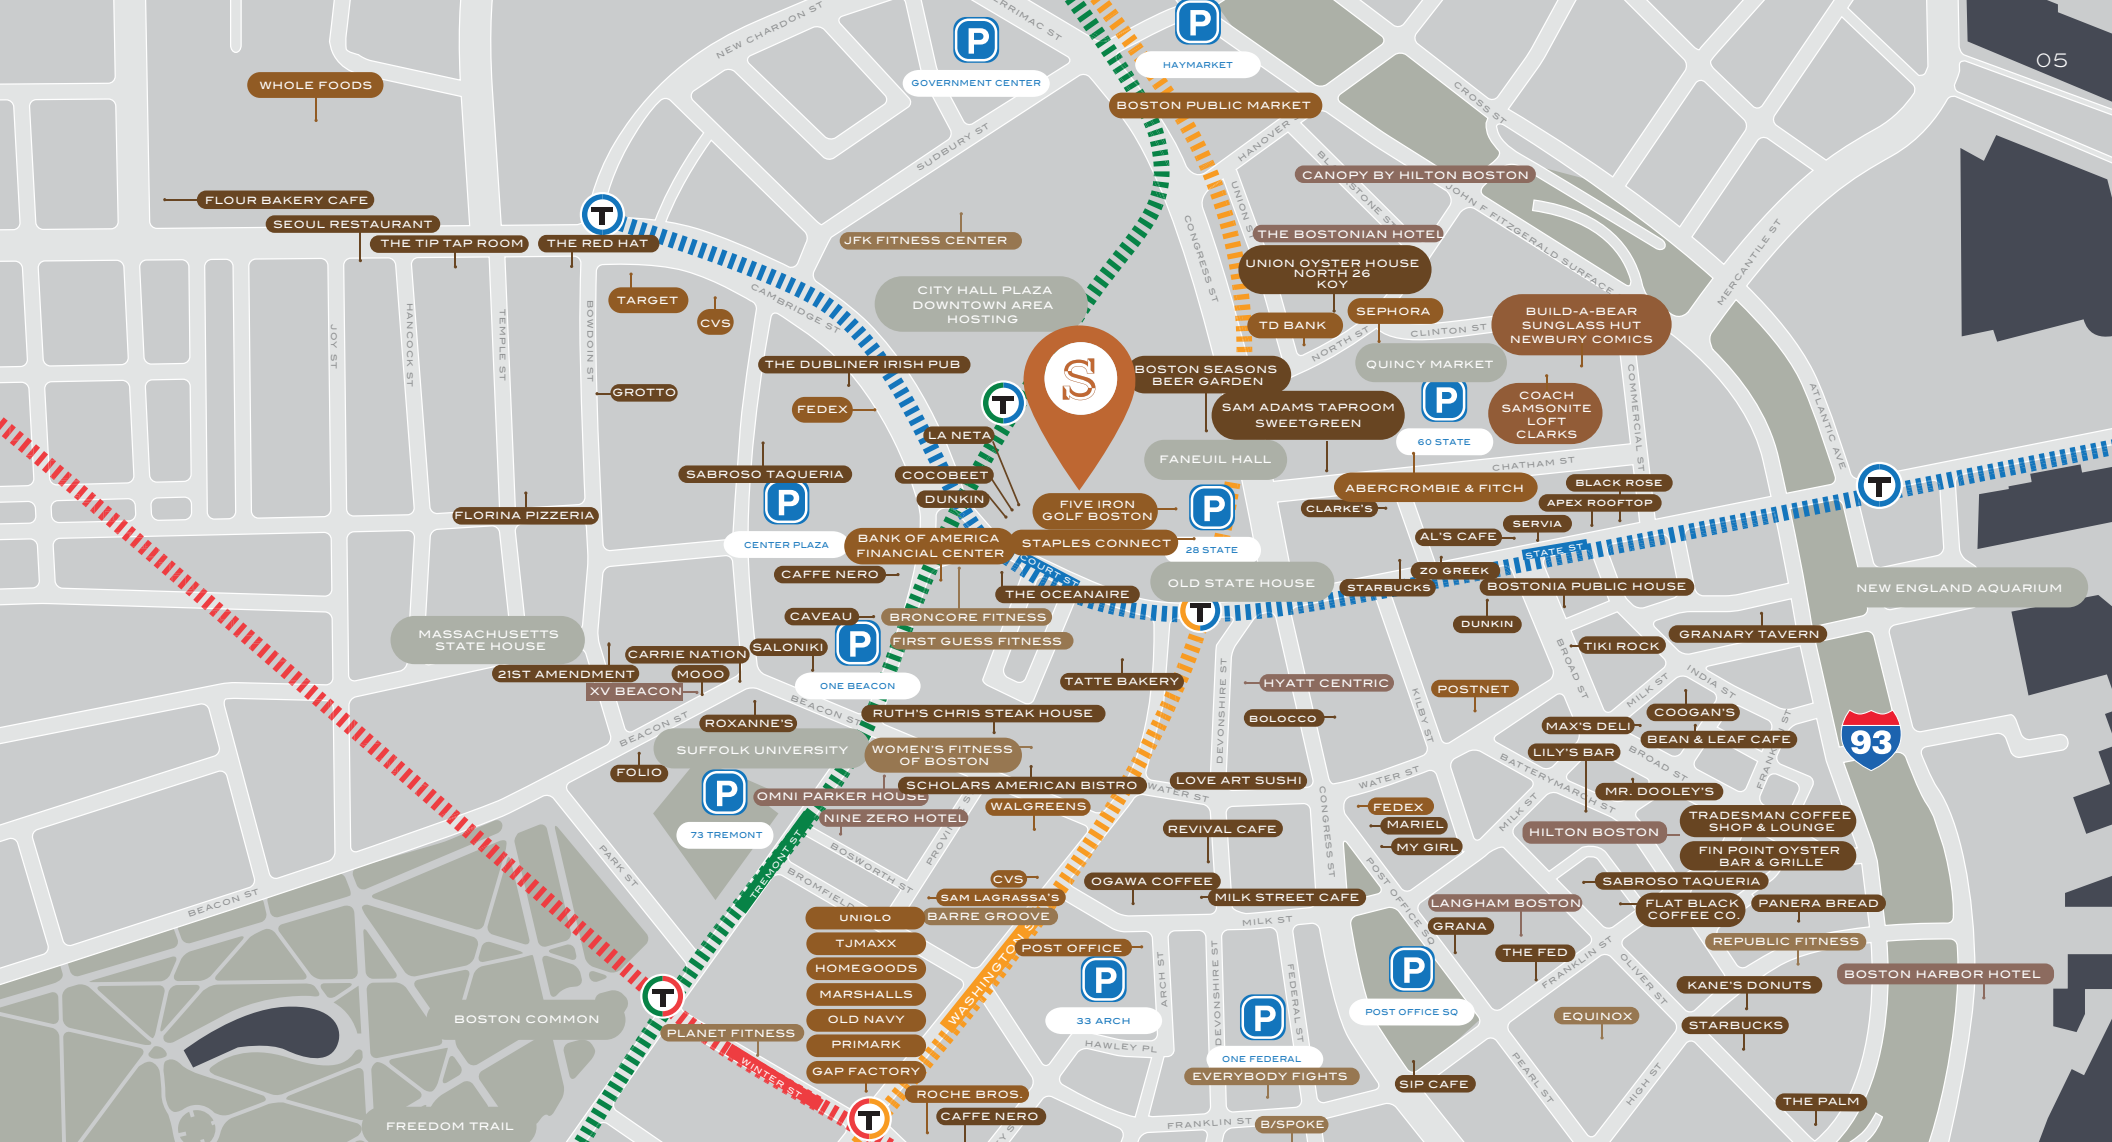 NEW CHARDON ST
MERRIMAC ST
P
GOVERNMENT CENTER
P
HAYMARKET
05
WHOLE FOODS
BOSTON PUBLIC MARKET
CROSS ST
SUDBURY ST
HANOVER
CANOPY BY HILTON BOSTON
JOHN F FITZGERALD SURFACE
UNION S
CONGRESS ST
MERCANTILE ST
FLOUR BAKERY CAFE
SEOUL RESTAURANT
THE TIP TAP ROOM
THE RED HAT
T
JFK FITNESS CENTER
THE BOSTONIAN HOTEL
UNION OYSTER HOUSE
NORTH 26
KOY
TARGET
CVS
CAMBRIDGE ST
CITY HALL PLAZA
DOWNTOWN AREA
HOSTING
TD BANK
SEPHORA
NORTH ST
CLINTON ST
BUILD-A-BEAR
SUNGLASS HUT
NEWBURY COMICS
JOY ST
HANCOCK ST
TEMPLE ST
BOWDOIN ST
THE DUBLINER IRISH PUB
S
BOSTON SEASONS
BEER GARDEN
QUINCY MARKET
GROTTO
FEDEX
T
SAM ADAMS TAPROOM
SWEETGREEN
P
60 STATE
COACH
SAMSONITE
LOFT
CLARKS
COMMERCIAL ST
ATLANTIC AVE
LA NETA
FANEUIL HALL
CHATHAM ST
SABROSO TAQUERIA
COCOBEET
DUNKIN
ABERCROMBIE & FITCH
BLACK ROSE
APEX ROOFTOP
T
P
CENTER PLAZA
FIVE IRON
GOLF BOSTON
P
28 STATE
CLARKE'S
SERVIA
FLORINA PIZZERIA
BANK OF AMERICA
FINANCIAL CENTER
STAPLES CONNECT
AL'S CAFE
STATE ST
CAFFE NERO
COURT ST
OLD STATE HOUSE
ZO GREEK
STARBUCKS
BOSTONIA PUBLIC HOUSE
NEW ENGLAND AQUARIUM
THE OCEANAIRE
T
DUNKIN
CAVEAU
BRONCORE FITNESS
MASSACHUSETTS
STATE HOUSE
P
ONE BEACON
FIRST GUESS FITNESS
GRANARY TAVERN
TIKI ROCK
CARRIE NATION
SALONIKI
21ST AMENDMENT
MOOO
XV BEACON
TATTE BAKERY
HYATT CENTRIC
POSTNET
BROAD ST
MILK ST
INDIA ST
DEVONSHIRE ST
KILBY ST
BEACON ST
BEACON ST
ROXANNE'S
RUTH'S CHRIS STEAK HOUSE
BOLOCCO
COOGAN'S
MAX'S DELI
BEAN & LEAF CAFE
93
SUFFOLK UNIVERSITY
WOMEN'S FITNESS
OF BOSTON
LILY'S BAR
BROAD ST
BATTERYMARCH ST
FOLIO
P
73 TREMONT
OMNI PARKER HOUSE
SCHOLARS AMERICAN BISTRO
LOVE ART SUSHI
WATER ST
WATER ST
MR. DOOLEY'S
NINE ZERO HOTEL
WALGREENS
FEDEX
MARIEL
MY GIRL
MILK ST
TRADESMAN COFFEE
SHOP & LOUNGE
HILTON BOSTON
FIN POINT OYSTER
BAR & GRILLE
TREMONT ST
BOSWORTH ST
BROMFIELD
REVIVAL CAFE
CONGRESS ST
POST OFFICE SQ
PARK ST
BEACON ST
CVS
OGAWA COFFEE
SABROSO TAQUERIA
SAM LAGRASSA'S
MILK STREET CAFE
LANGHAM BOSTON
FLAT BLACK
COFFEE CO.
PANERA BREAD
UNIQLO
BARRE GROOVE
MILK ST
GRANA
TJMAXX
POST OFFICE
THE FED
REPUBLIC FITNESS
HOMEGOODS
P
33 ARCH
ARCH ST
DEVONSHIRE ST
FEDERAL ST
P
POST OFFICE SQ
FRANKLIN ST
OLIVER ST
BOSTON HARBOR HOTEL
T
MARSHALLS
WASHINGTON S
KANE'S DONUTS
BOSTON COMMON
OLD NAVY
P
ONE FEDERAL
EQUINOX
STARBUCKS
PLANET FITNESS
PRIMARK
HAWLEY PL
WINTER ST
GAP FACTORY
EVERYBODY FIGHTS
SIP CAFE
PEARL ST
HIGH ST
ROCHE BROS.
THE PALM
T
CAFFE NERO
FREEDOM TRAIL
FRANKLIN ST
B/SPOKE